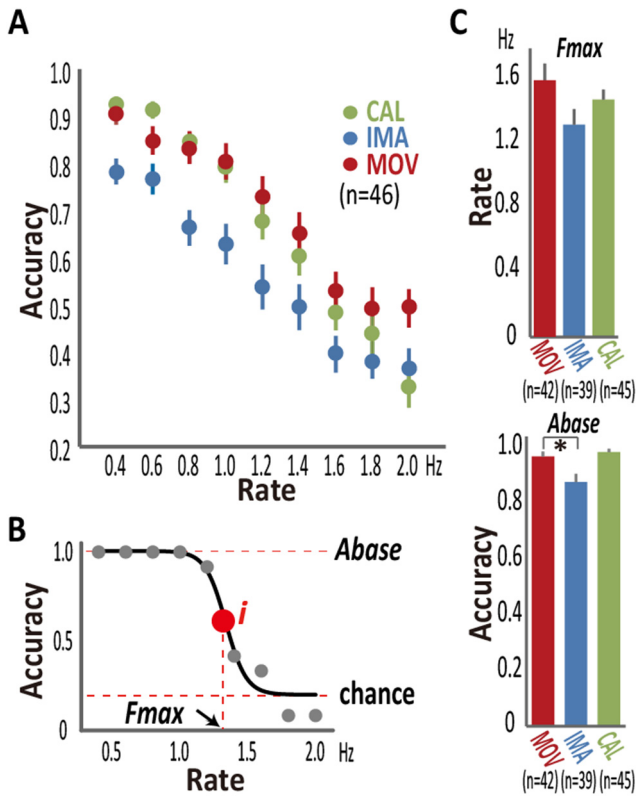 A
1.0
0.9
0.8
0.7
0.6
0.5
0.4
0.3
0.2
Accuracy
CAL
IMA
MOV
(n=46)
0.4 0.6 0.8 1.0 1.2 1.4 1.6 1.8 2.0 Hz
Rate
B
1.0
0.5
0
Accuracy
Abase
i
chance
Fmax
0.5 1.0 1.5 2.0 Hz
Rate
C
Hz
Fmax
1.6
1.2
0.8
0.4
0
Rate
MOV IMA CAL
(n=42) (n=39) (n=45)
Abase
*
1.0
0.8
0.6
0.4
0.2
0
Accuracy
MOV IMA CAL
(n=42) (n=39) (n=45)